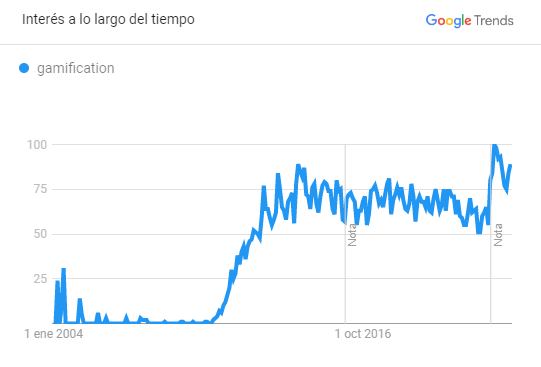 Interés a lo largo del tiempo
Google Trends
gamification
100
75
50
25
Nota
Nota
1 ene 2004
1 oct 2016